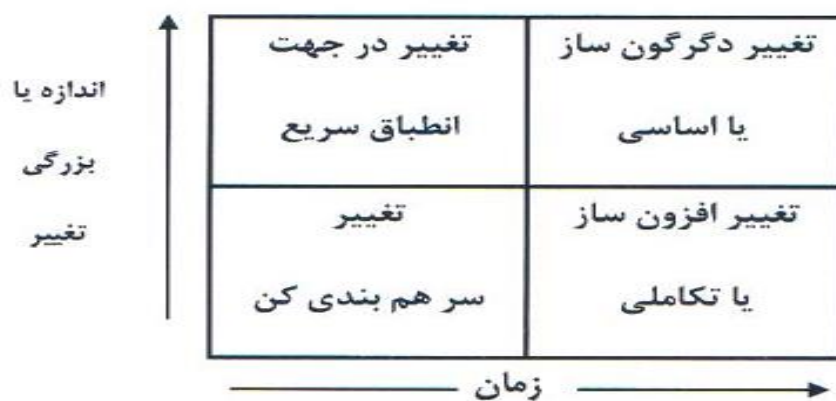 تغییر دگرگون ساز
یا اساسی
تغییر در جهت
انطباق سریع
اندازه یا
بزرگی
تغییر
تغییر افزون ساز
یا تکاملی
تغییر
سر هم بندی کن
زمان